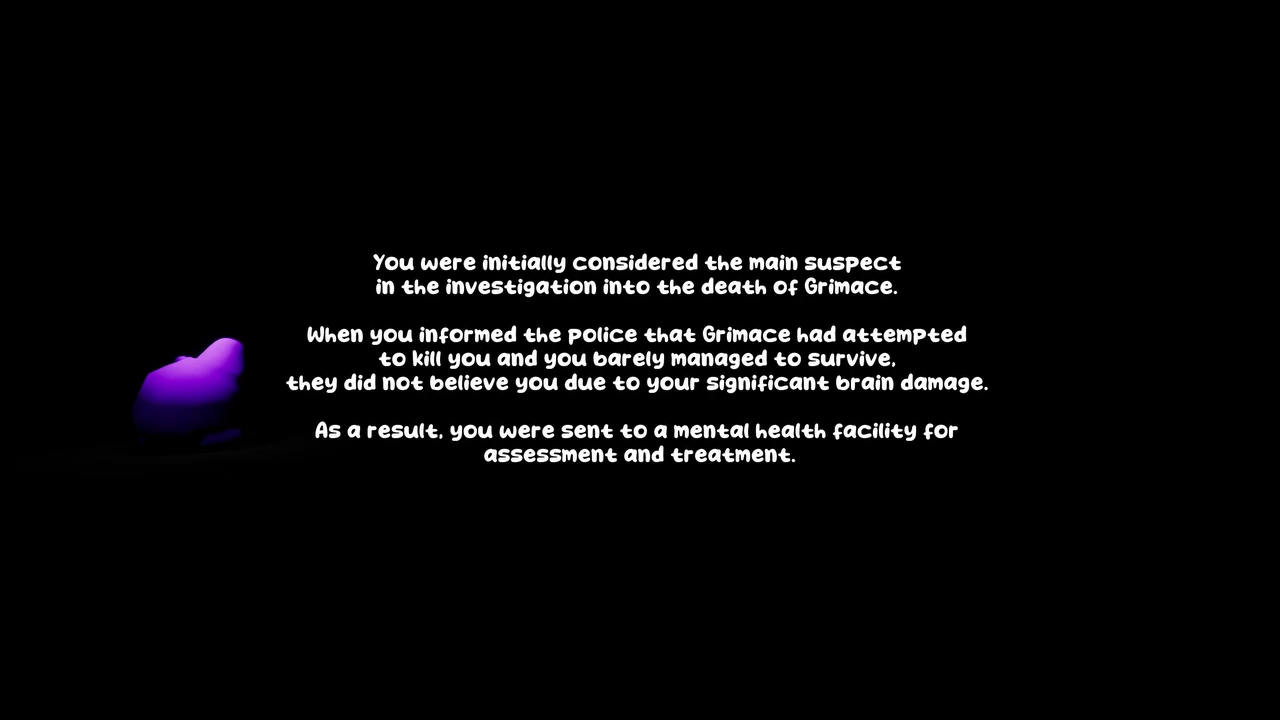 You were initially considered the main suspect
in the investigation into the death of Grimace.
When you informed the police that Grimace had attempted
to kill you and you barely managed to survive,
they did not believe you due to your significant brain damage.
As a result, you were sent to a mental health facility for
assessment and treatment.